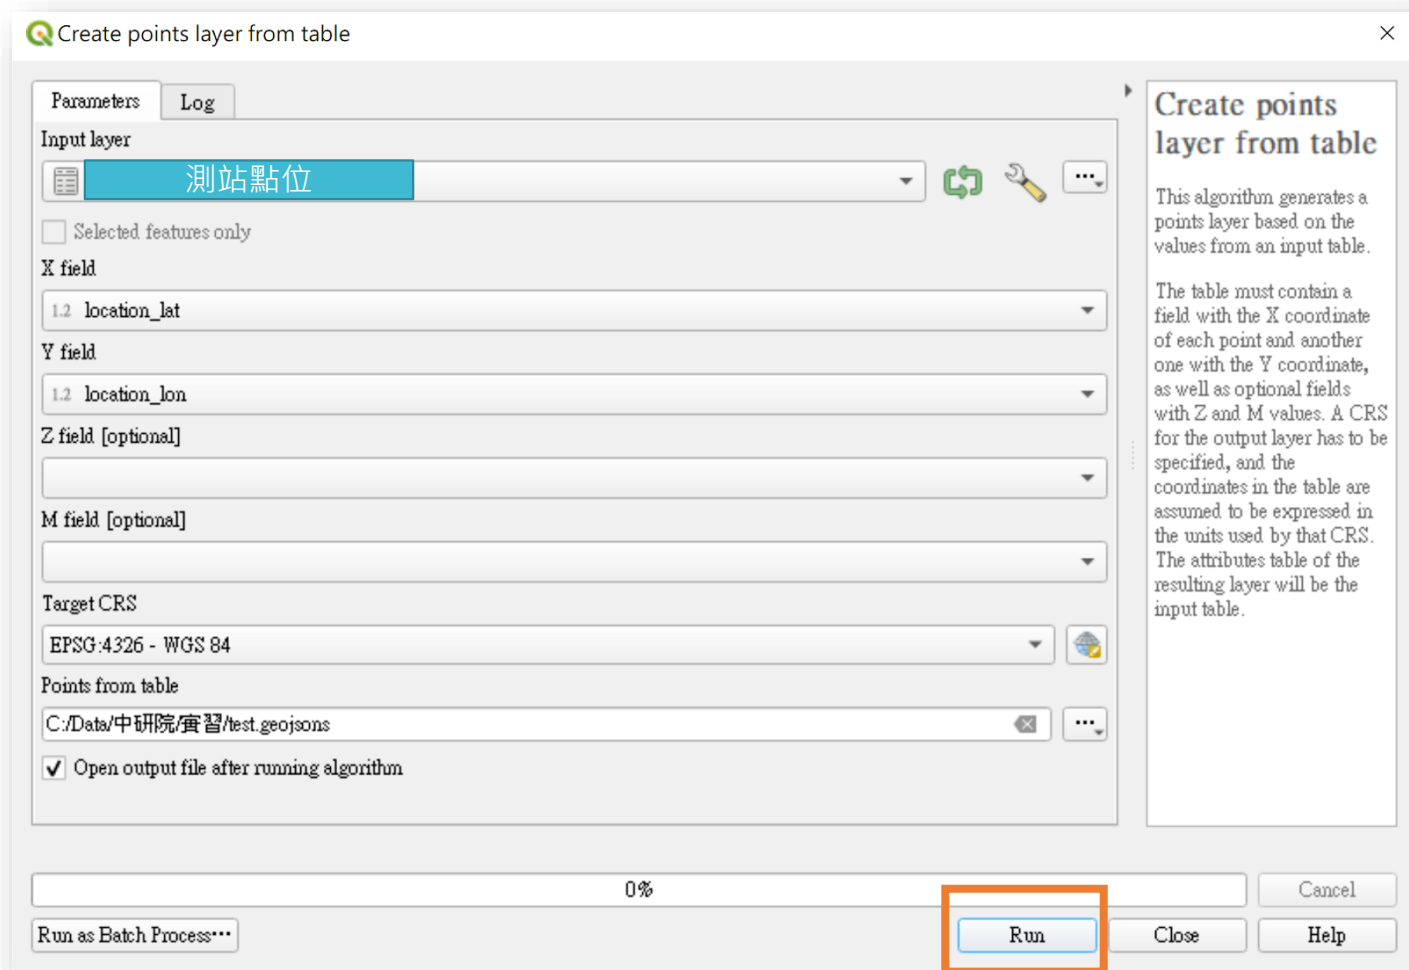 Create points layer from table
Parameters
Log
Input layer
測站點位
Selected features only
X field
1.2 location_lat
Y field
1.2 location_lon
Z field [optional]
M field [optional]
Target CRS
EPSG:4326 - WGS 84
Points from table
C:/Data/中研院/實習/test.geojsons
Open output file after running algorithm
0%
Cancel
Run as Batch Process…
Run
Close
Help
Create points
layer from table
This algorithm generates a
points layer based on the
values from an input table.
The table must contain a
field with the X coordinate
of each point and another
one with the Y coordinate,
as well as optional fields
with Z and M values. A CRS
for the output layer has to be
specified, and the
coordinates in the table are
assumed to be expressed in
the units used by that CRS.
The attributes table of the
resulting layer will be the
input table.